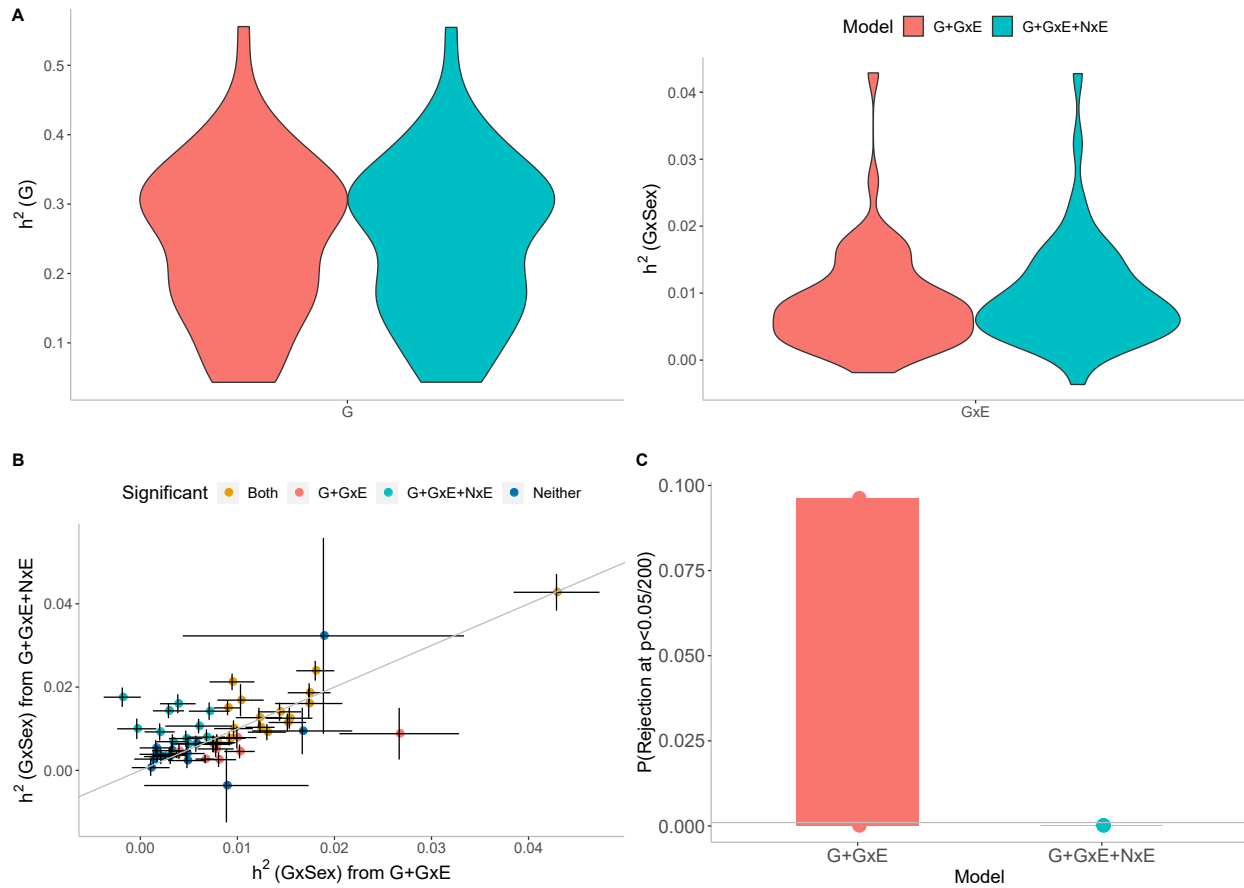 A
Model G+GxE G+GxE+NxE
h² (G)
0.5
0.4
0.3
0.2
0.1
G
h² (GxSex)
0.04
0.03
0.02
0.01
0.00
GxE
B
Significant Both G+GxE G+GxE+NxE Neither
h² (GxSex) from G+GxE+NxE
0.04
0.02
0.00
0.00 0.01 0.02 0.03 0.04
h² (GxSex) from G+GxE
C
P(Rejection at p<0.05/200)
0.100
0.075
0.050
0.025
0.000
G+GxE G+GxE+NxE
Model